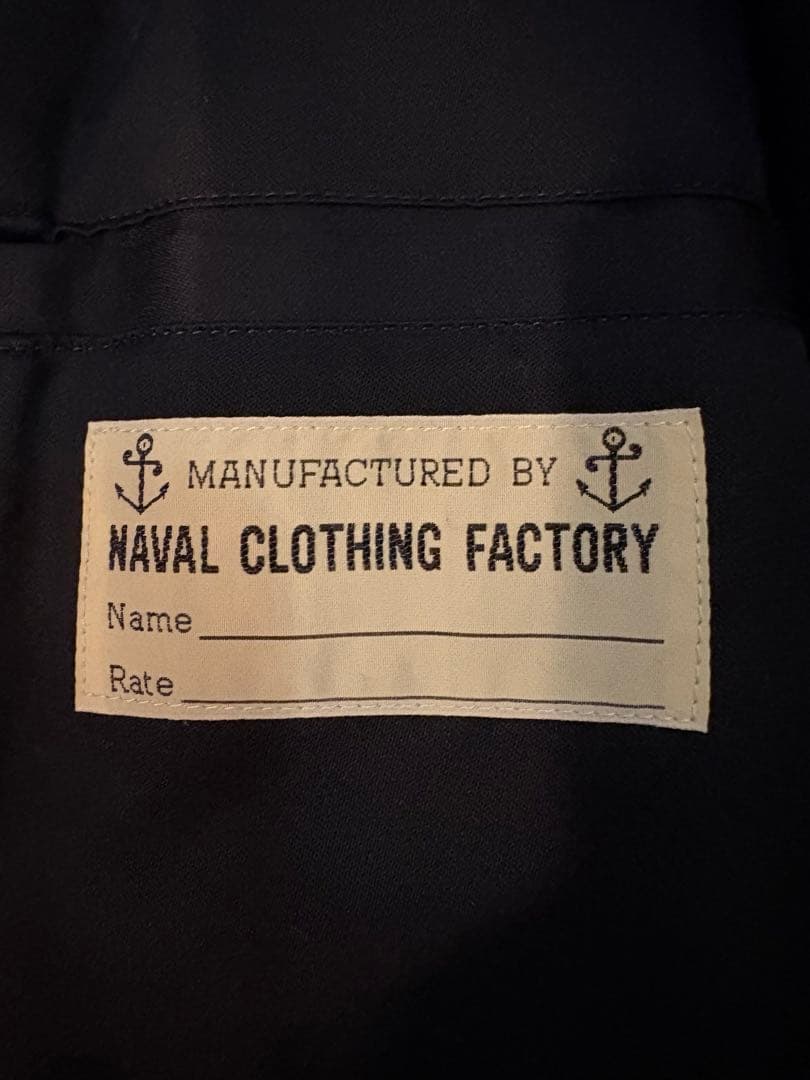 MANUFACTURED BY
NAVAL CLOTHING FACTORY
Name
Rate